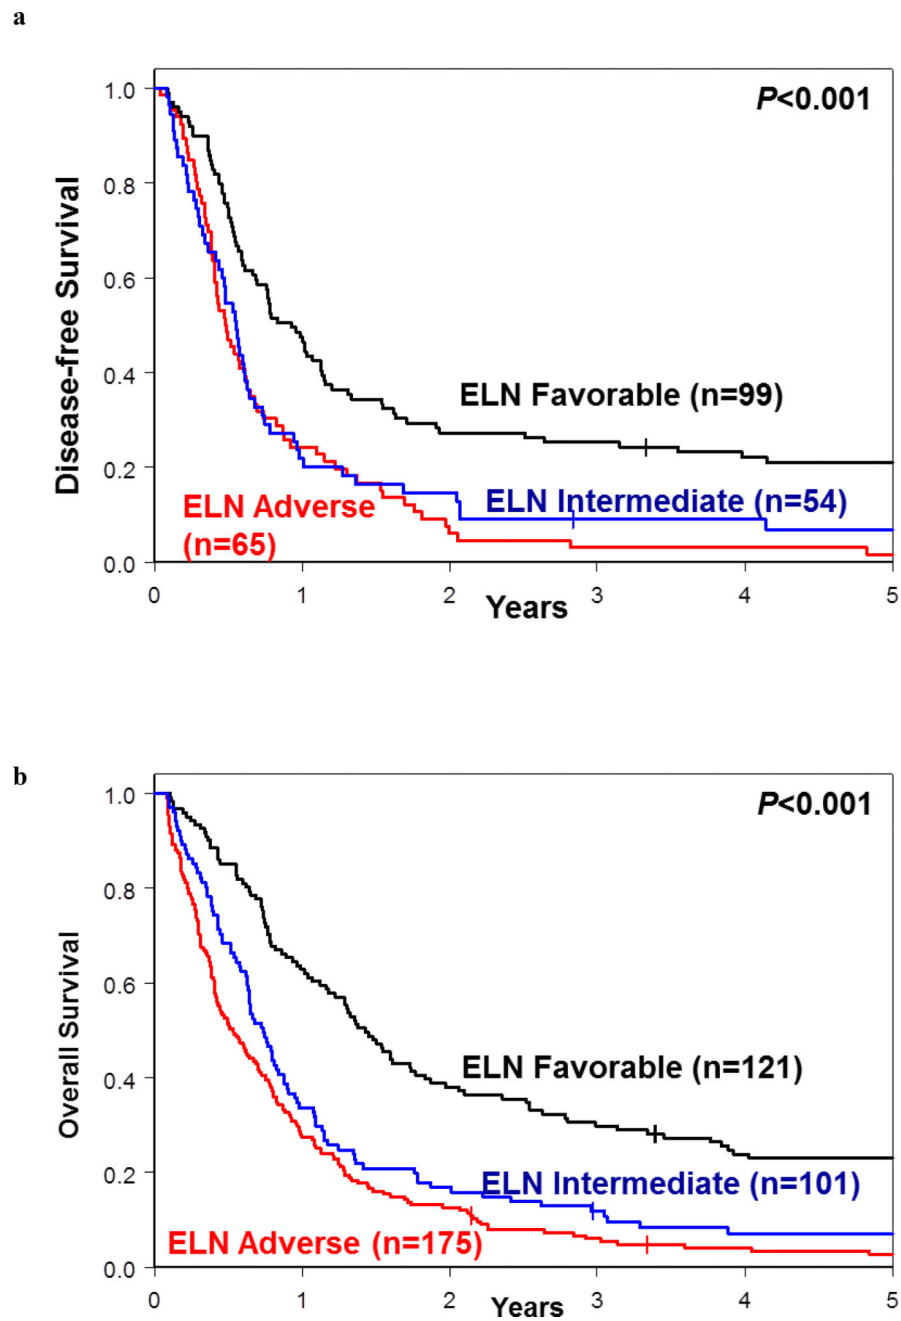 a
P<0.001
1.0
0.8
0.6
0.4
0.2
0.0
Disease-free Survival
ELN Favorable (n=99)
ELN Intermediate (n=54)
ELN Adverse
(n=65)
0 1 2 3 4 5
Years
b
P<0.001
1.0
0.8
0.6
0.4
0.2
0.0
Overall Survival
ELN Favorable (n=121)
ELN Intermediate (n=101)
ELN Adverse (n=175)
0 1 2 3 4 5
Years